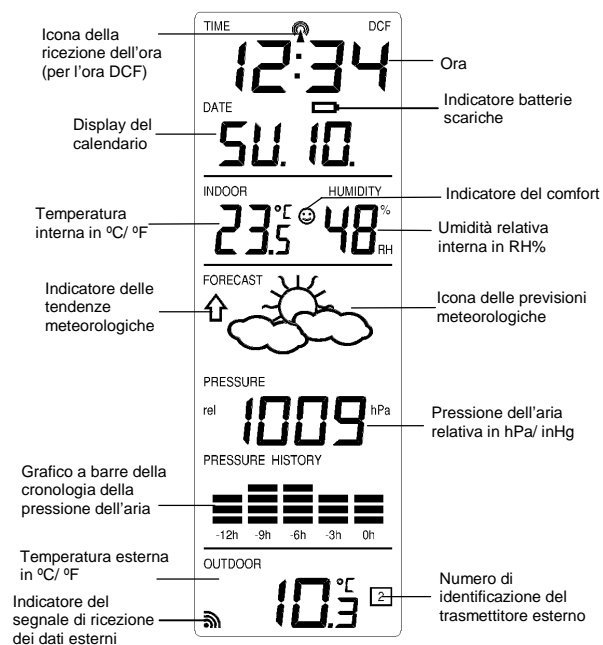 Icona della
ricezione dell'ora
(per l'ora DCF)
TIME
DCF
12:34
Ora
DATE
Indicatore batterie
scariche
Display del
calendario
SU. 10.
INDOOR
HUMIDITY
Indicatore del comfort
Temperatura
interna in ºC/ ºF
23.5 °C
48 % RH
Umidità relativa
interna in RH%
Indicatore delle
tendenze
meteorologiche
FORECAST
Icona delle previsioni
meteorologiche
PRESSURE
rel 1009 hPa
Pressione dell'aria
relativa in hPa/ inHg
PRESSURE HISTORY
Grafico a barre della
cronologia della
pressione dell'aria
-12h -9h -6h -3h 0h
Temperatura esterna
in ºC/ ºF
OUTDOOR
10.3 °C
2
Numero di
identificazione del
trasmettitore esterno
Indicatore del
segnale di ricezione
dei dati esterni